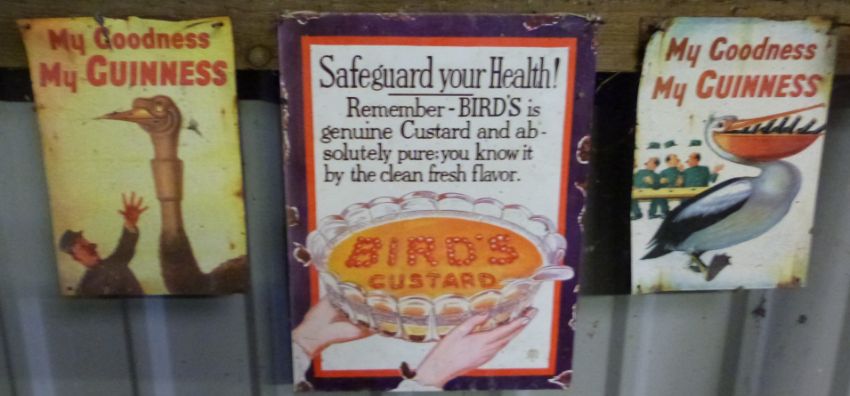 My Goodness
My GUINNESS
Safeguard your Health!
Remember - BIRD'S is
genuine Custard and ab-
solutely pure; you know it
by the clean fresh flavor.
BIRD'S
CUSTARD
My Goodness
My GUINNESS